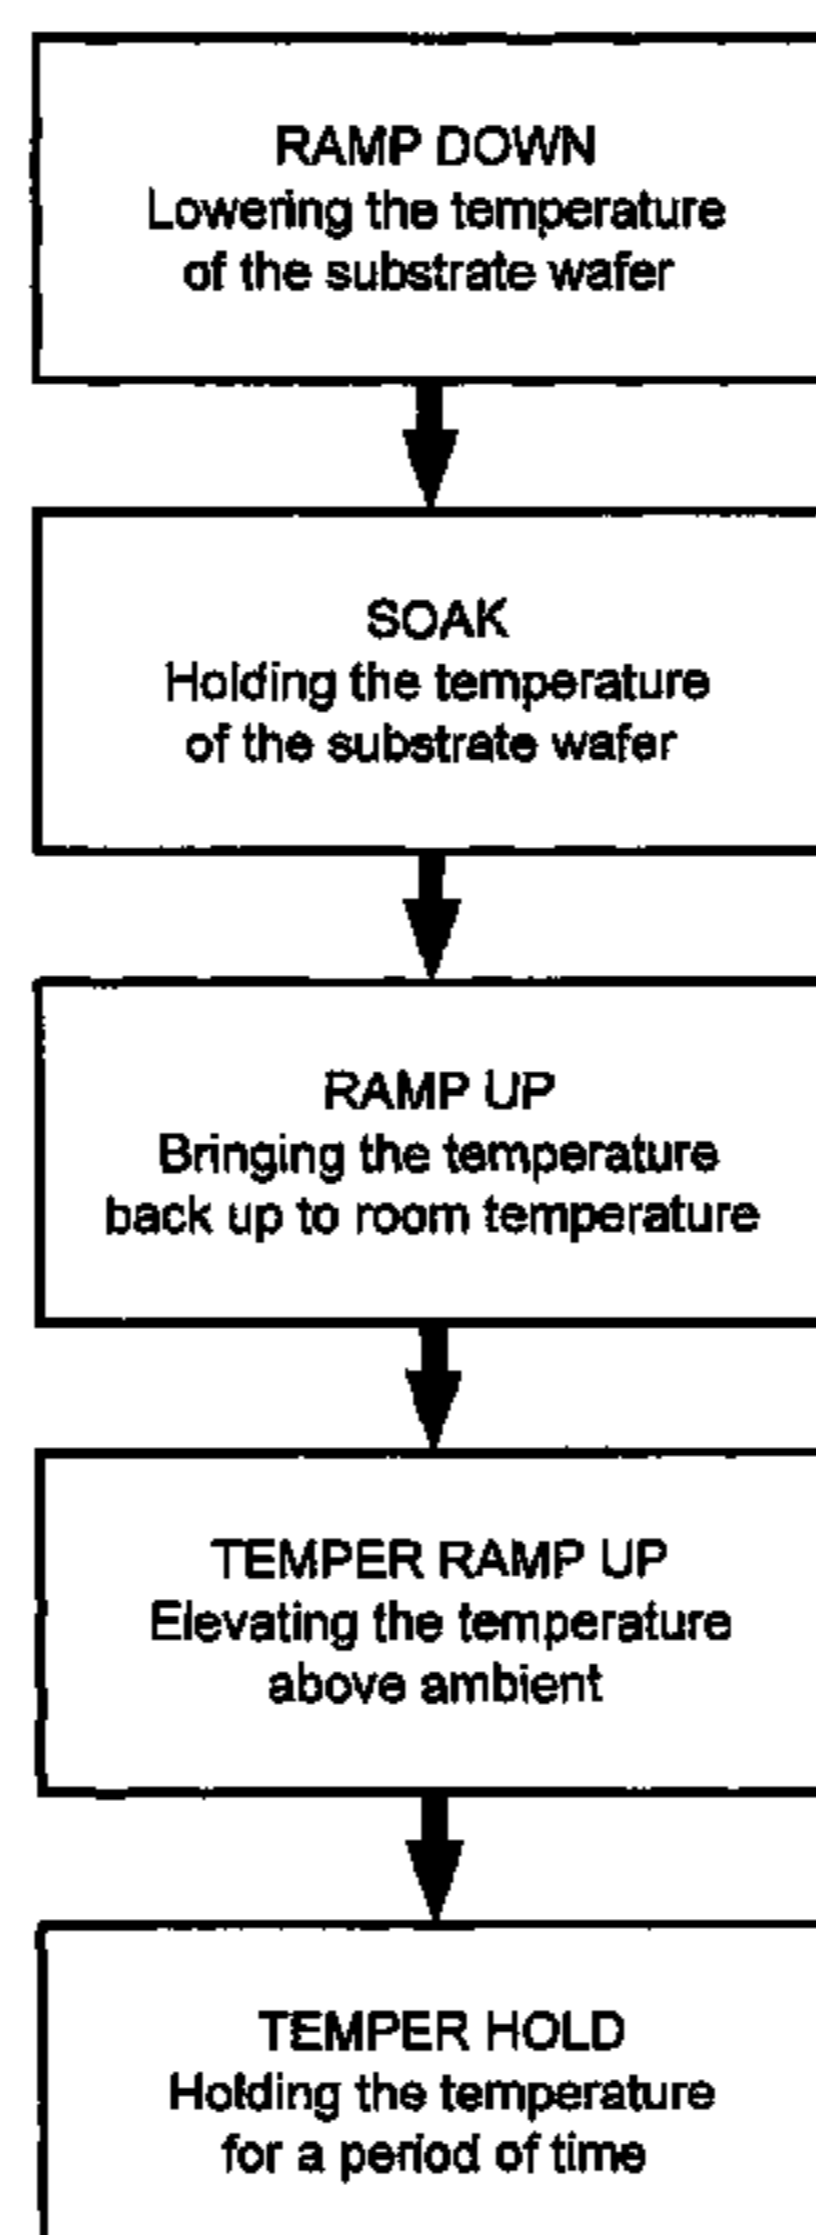 RAMP DOWN
Lowering the temperature
of the substrate wafer
SOAK
Holding the temperature
of the substrate wafer
RAMP UP
Bringing the temperature
back up to room temperature
TEMPER RAMP UP
Elevating the temperature
above ambient
TEMPER HOLD
Holding the temperature
for a period of time